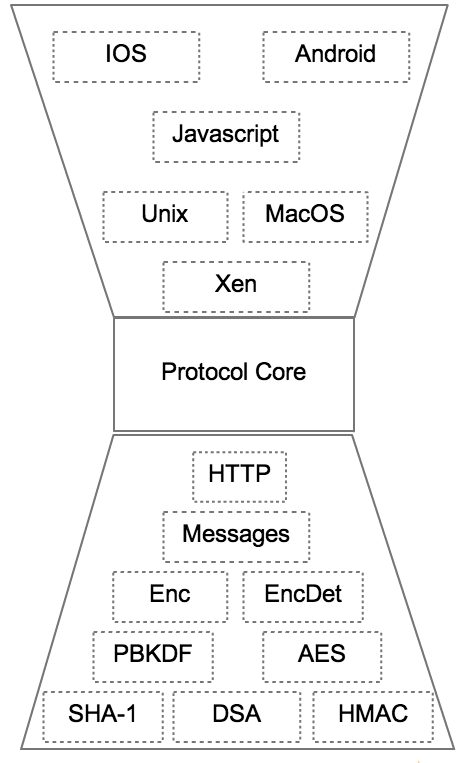 IOS Android
Javascript
Unix MacOS
Xen
Protocol Core
HTTP
Messages
Enc EncDet
PBKDF AES
SHA-1 DSA HMAC